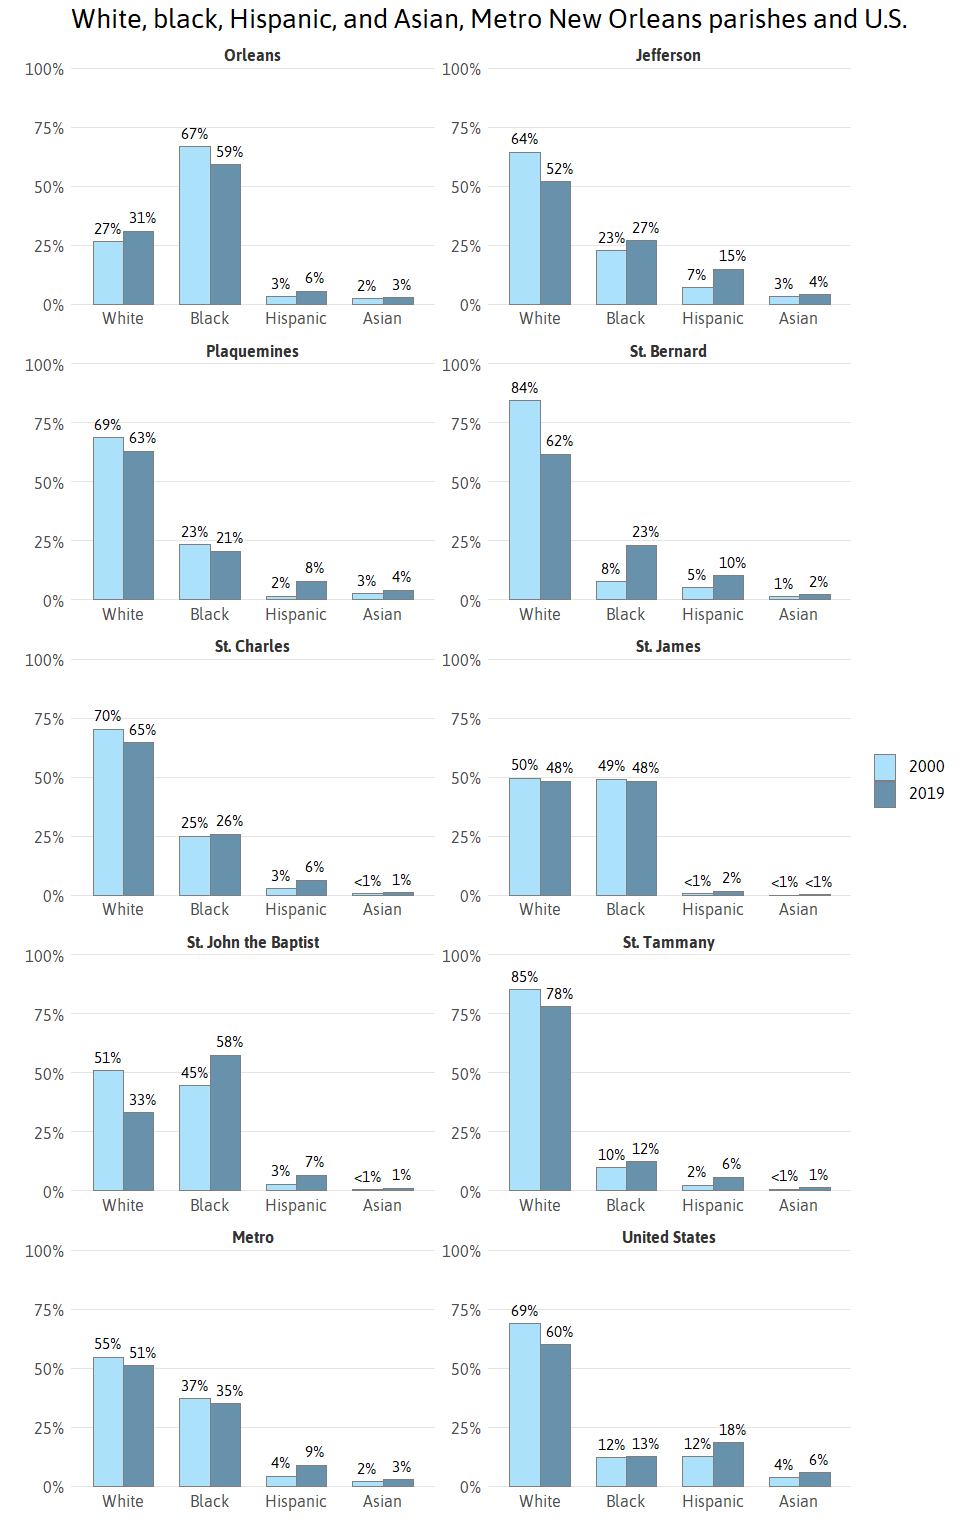 White, black, Hispanic, and Asian, Metro New Orleans parishes and U.S.
Orleans
100%
75%
50%
25%
0%
27% 31% 67% 59% 3% 6% 2% 3%
White Black Hispanic Asian
Jefferson
100%
75%
50%
25%
0%
64% 52% 23% 27% 7% 15% 3% 4%
White Black Hispanic Asian
Plaquemines
100%
75%
50%
25%
0%
69% 63% 23% 21% 2% 8% 3% 4%
White Black Hispanic Asian
St. Bernard
100%
75%
50%
25%
0%
84% 62% 8% 23% 5% 10% 1% 2%
White Black Hispanic Asian
St. Charles
100%
75%
50%
25%
0%
70% 65% 25% 26% 3% 6% <1% 1%
White Black Hispanic Asian
St. James
100%
75%
50%
25%
0%
50% 48% 49% 48% <1% 2% <1% <1%
White Black Hispanic Asian
2000
2019
St. John the Baptist
100%
75%
50%
25%
0%
51% 33% 45% 58% 3% 7% <1% 1%
White Black Hispanic Asian
St. Tammany
100%
75%
50%
25%
0%
85% 78% 10% 12% 2% 6% <1% 1%
White Black Hispanic Asian
Metro
100%
75%
50%
25%
0%
55% 51% 37% 35% 4% 9% 2% 3%
White Black Hispanic Asian
United States
100%
75%
50%
25%
0%
69% 60% 12% 13% 12% 18% 4% 6%
White Black Hispanic Asian